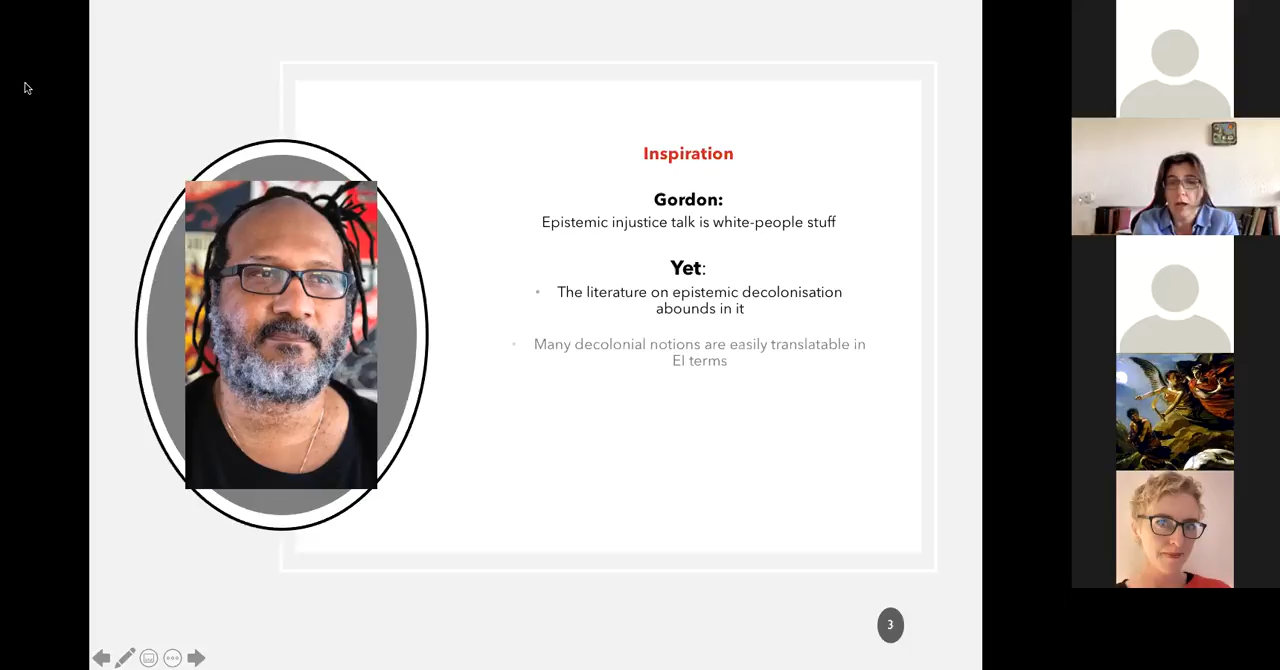 Inspiration
Gordon:
Epistemic injustice talk is white-people stuff
Yet:
• The literature on epistemic decolonisation
abounds in it
• Many decolonial notions are easily translatable in
EI terms
3